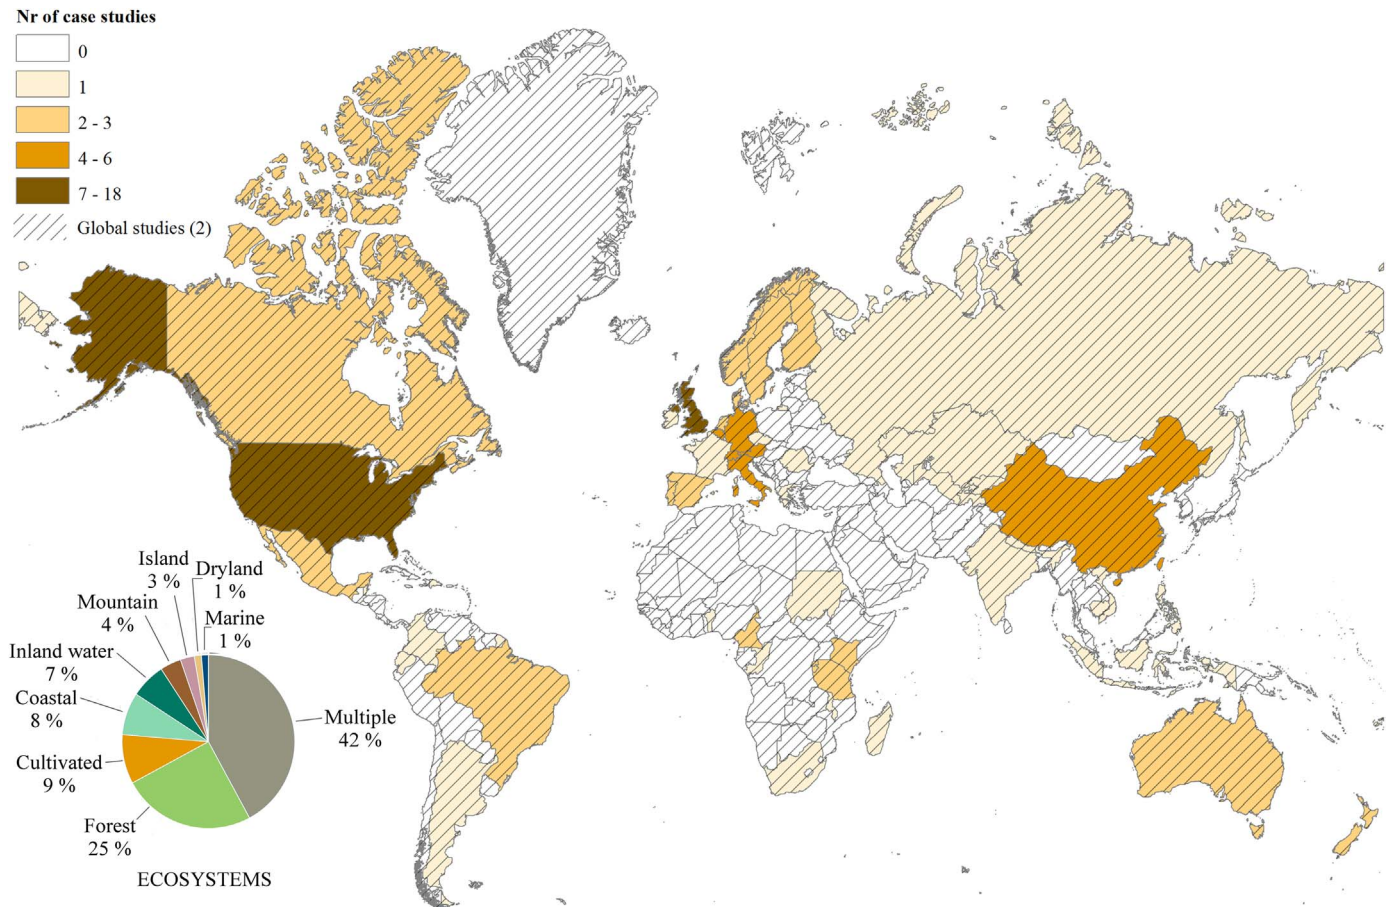 Nr of case studies
0
1
2 - 3
4 - 6
7 - 18
Global studies (2)
Island
3 %
Dryland
1 %
Mountain
4 %
Marine
1 %
Inland water
7 %
Coastal
8 %
Multiple
42 %
Cultivated
9 %
Forest
25 %
ECOSYSTEMS